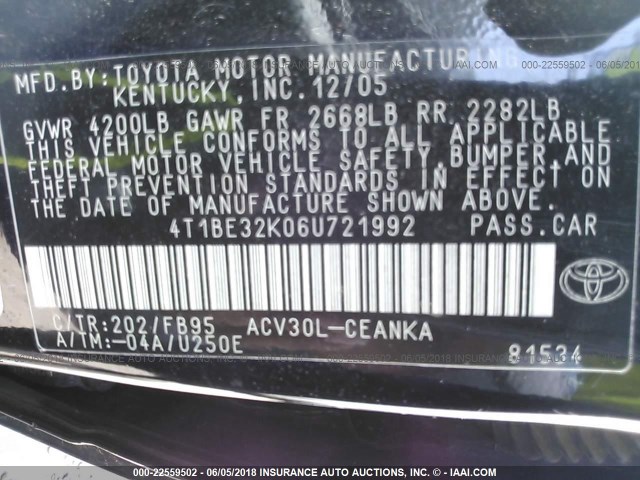 MFD.BY:TOYOTA MOTOR MANUFACTURING
KENTUCKY, INC. 12/05
GVWR 4200LB GAWR FR 2668LB RR 2282LB
THIS VEHICLE CONFORMS TO ALL APPLICABLE
FEDERAL MOTOR VEHICLE SAFETY, BUMPER, AND
THEFT PREVENTION STANDARDS IN EFFECT ON
THE DATE OF MANUFACTURE SHOWN ABOVE.
4T1BE32K06U721992 PASS.CAR
C/TR:202/FB95 ACV30L-CEANKA
A/TM:-04A/U250E 81534
TOYOTA
000-22559502 - 06/05/2018 INSURANCE AUTO AUCTIONS, INC. © - IAAI.com